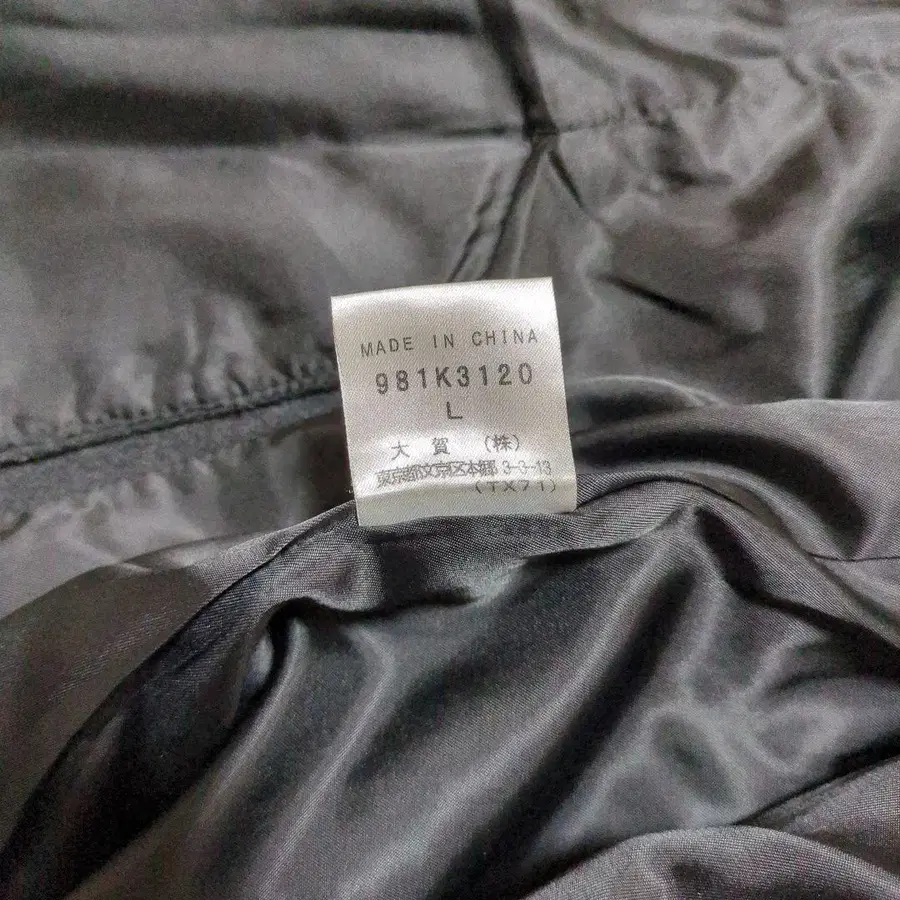 MADE IN CHINA
981K3120
L
大賀(株)
東京都文京区本郷3-3-13
(TX71)